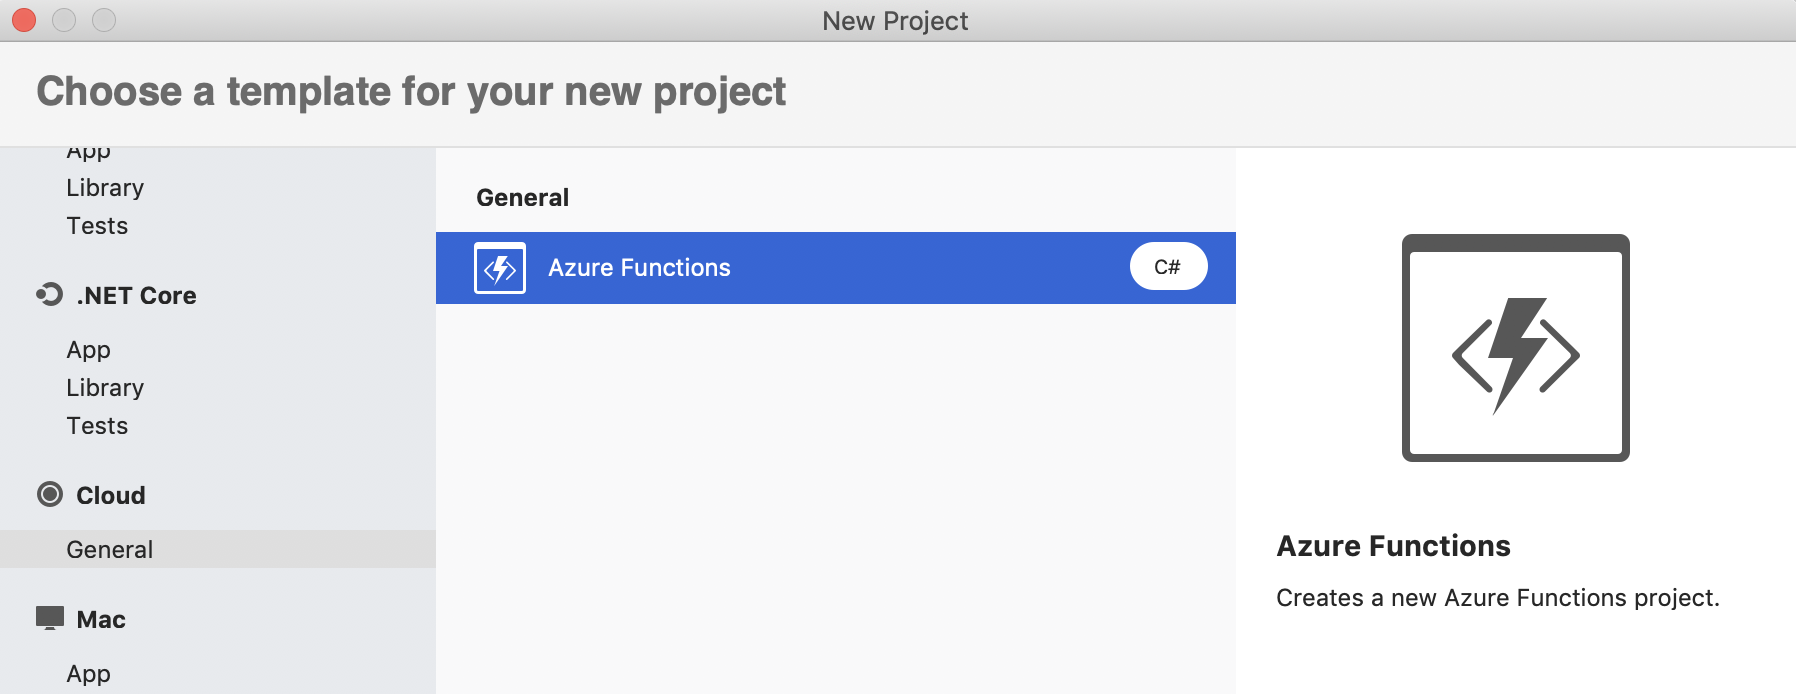 New Project
Choose a template for your new project
App
Library
Tests
.NET Core
App
Library
Tests
Cloud
General
Mac
App
General
Azure Functions
C#
Azure Functions
Creates a new Azure Functions project.